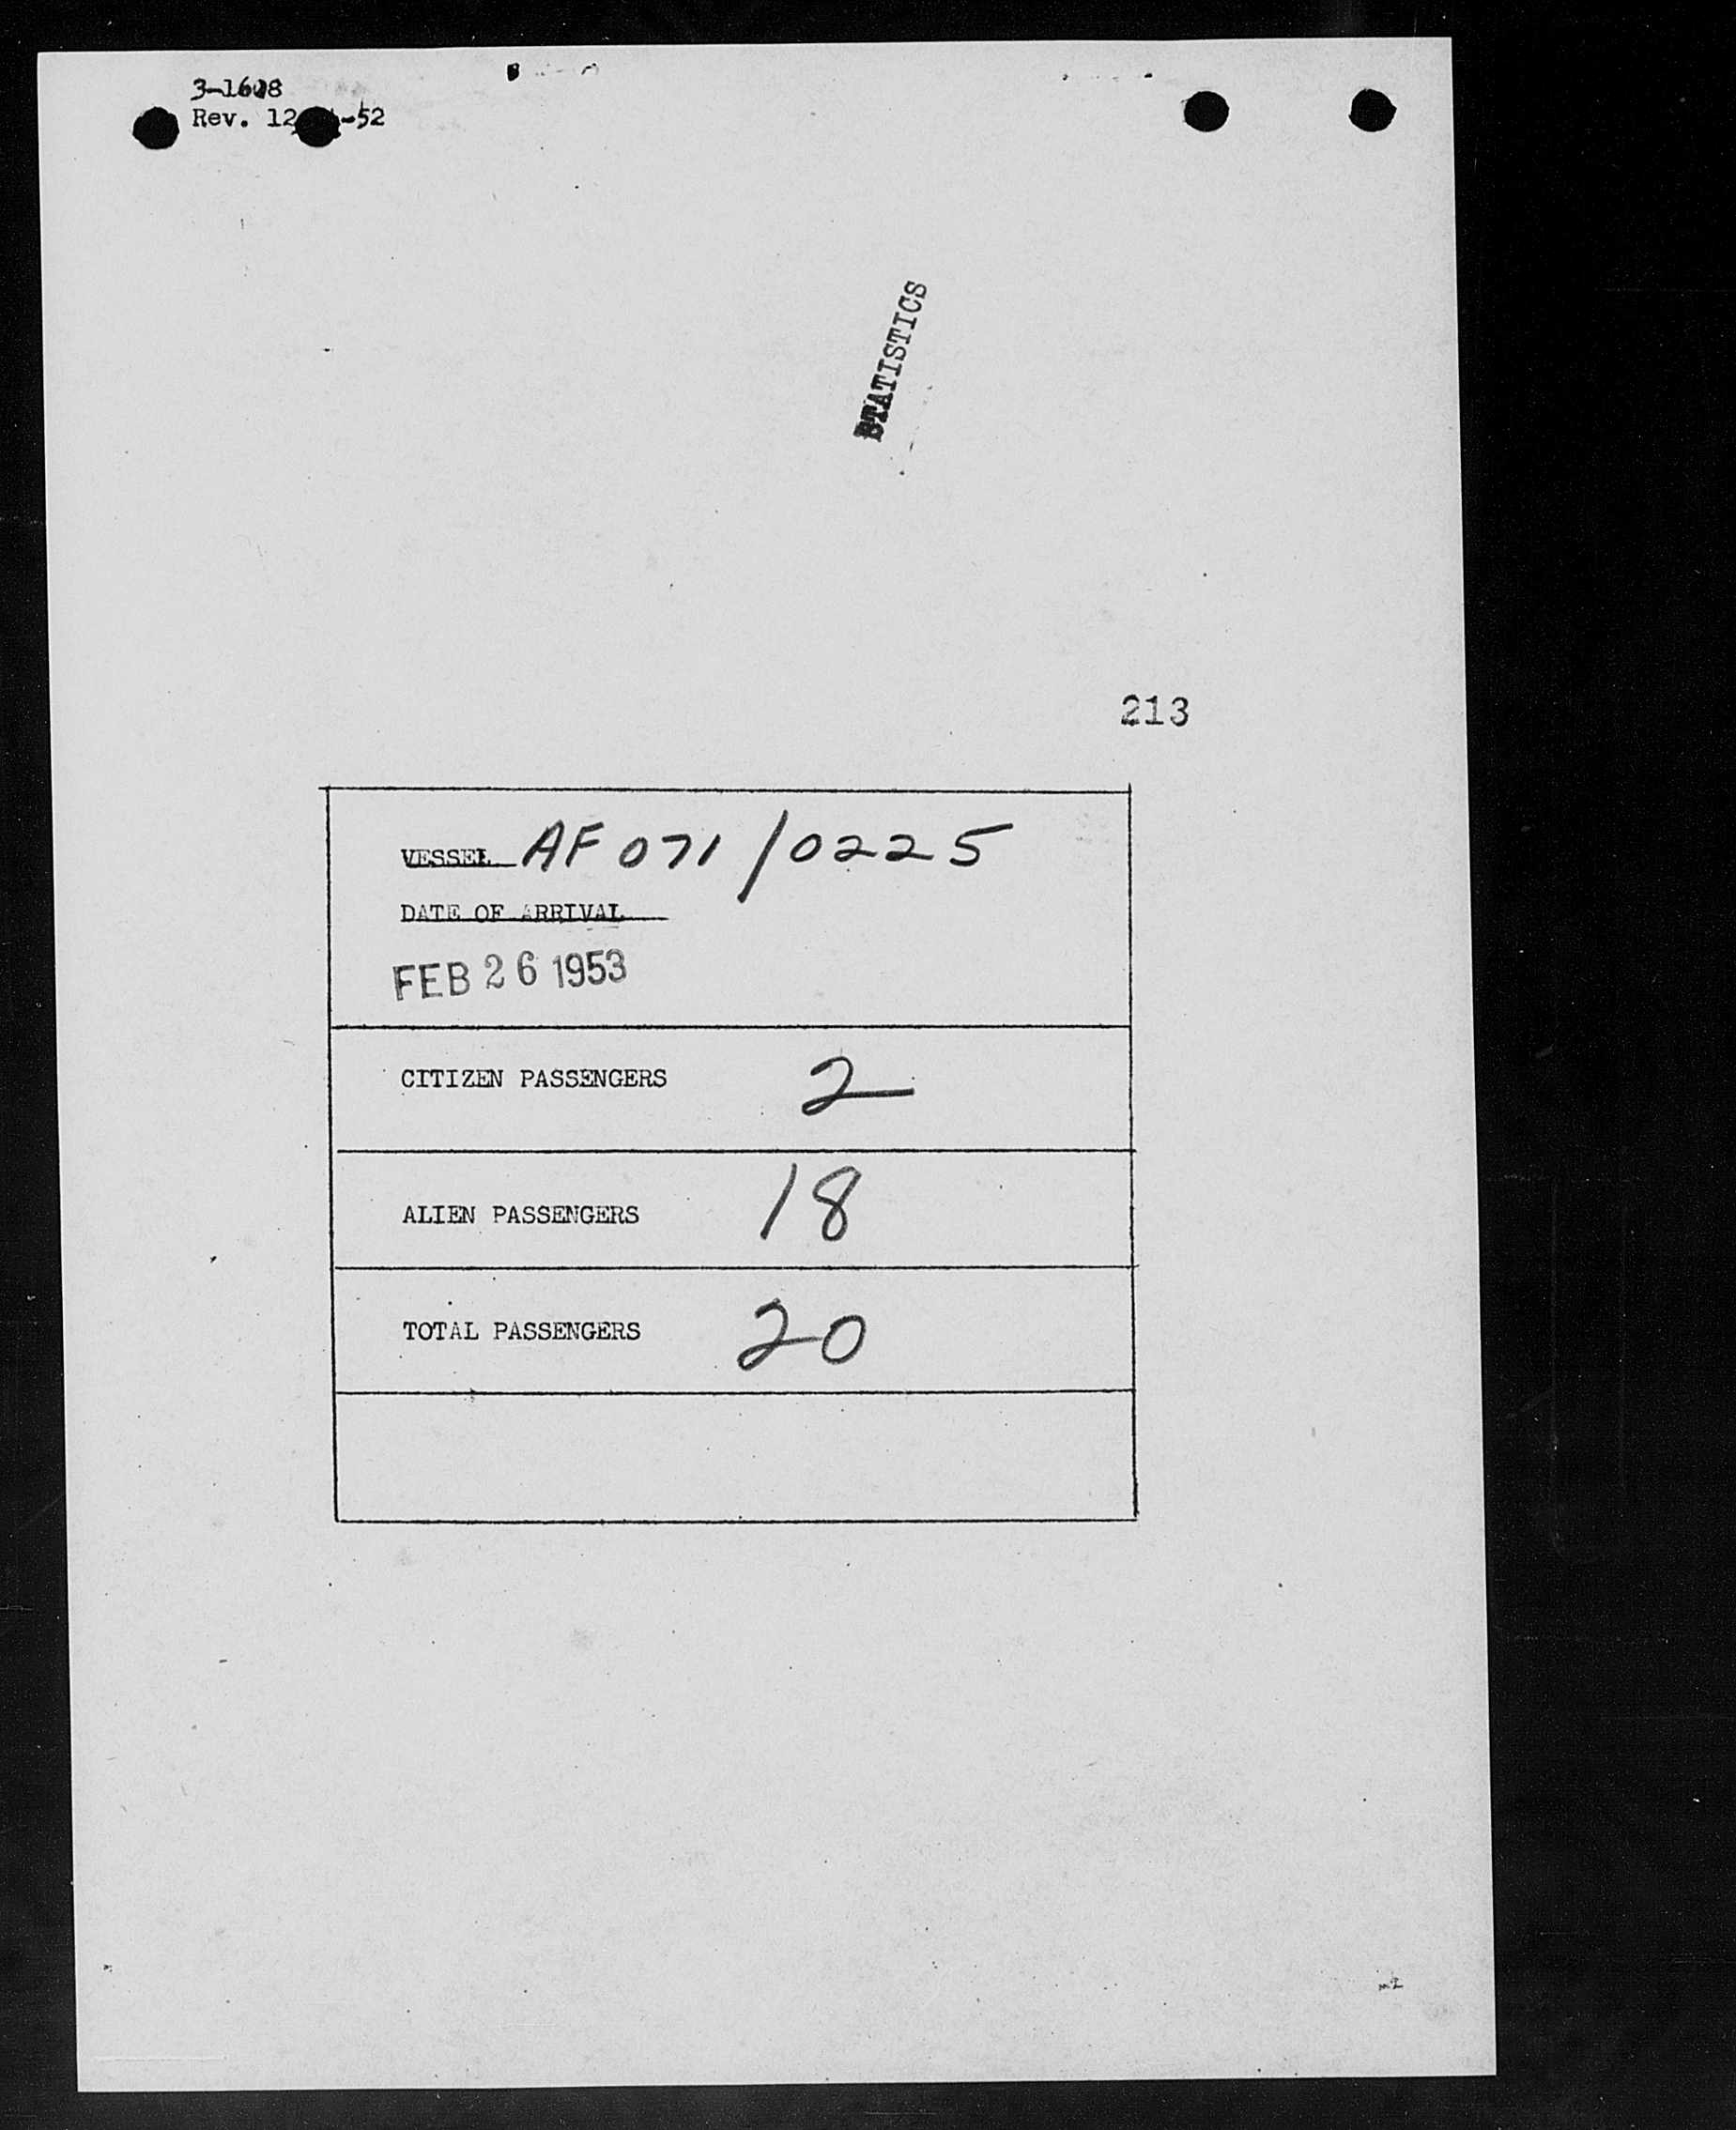 3-1608
Rev. 12 -52
STATISTICS
213
VESSEL AF 071/0225
DATE OF ARRIVAL
FEB 26 1953
CITIZEN PASSENGERS 2
ALIEN PASSENGERS 18
TOTAL PASSENGERS 20